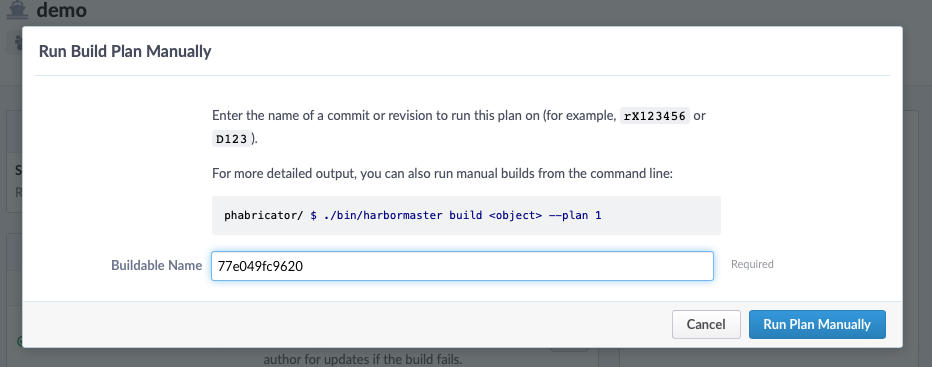 demo
Run Build Plan Manually
Enter the name of a commit or revision to run this plan on (for example, rX123456 or
D123 ).
For more detailed output, you can also run manual builds from the command line:
phabricator/ $ ./bin/harbormaster build <object> --plan 1
Buildable Name 77e049fc9620 Required
Cancel Run Plan Manually
author for updates if the build fails.